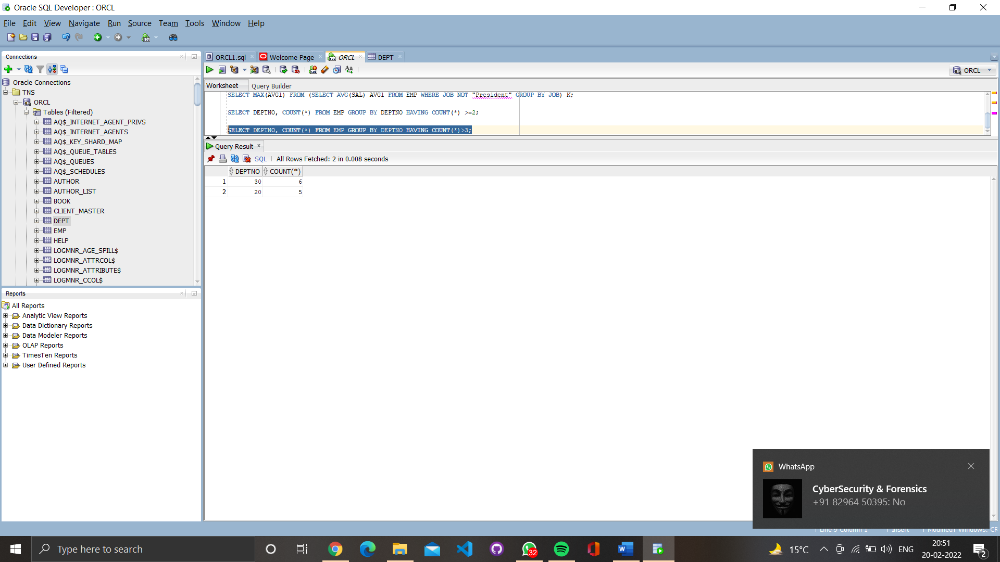 Oracle SQL Developer : ORCL
File Edit View Navigate Run Source Team Tools Window Help
Connections
ORCL1.sql Welcome Page ORCL DEPT
ORCL
Oracle Connections
TNS
ORCL
Tables (Filtered)
AQ$_INTERNET_AGENT_PRIVS
AQ$_INTERNET_AGENTS
AQ$_KEY_SHARD_MAP
AQ$_QUEUE_TABLES
AQ$_QUEUES
AQ$_SCHEDULES
AUTHOR
AUTHOR_LIST
BOOK
CLIENT_MASTER
DEPT
EMP
HELP
LOGMNR_AGE_SPILL$
LOGMNR_ATTRCOL$
LOGMNR_ATTRIBUTE$
LOGMNR_CCOL$
Worksheet Query Builder
SELECT MAX(AVG1) FROM (SELECT AVG(SAL) AVG1 FROM EMP WHERE JOB NOT "President" GROUP BY JOB) K;
SELECT DEPTNO, COUNT(*) FROM EMP GROUP BY DEPTNO HAVING COUNT(*) >=2;
SELECT DEPTNO, COUNT(*) FROM EMP GROUP BY DEPTNO HAVING COUNT(*)>3;
Query Result
SQL All Rows Fetched: 2 in 0.008 seconds
DEPTNO COUNT(*)
1 30 6
2 20 5
Reports
All Reports
Analytic View Reports
Data Dictionary Reports
Data Modeler Reports
OLAP Reports
TimesTen Reports
User Defined Reports
WhatsApp
CyberSecurity & Forensics
+91 82964 50395: No
Line 9 Column 1 Insert Modified Windows: CR
Type here to search
32
15°C ENG
20:51
20-02-2022
2